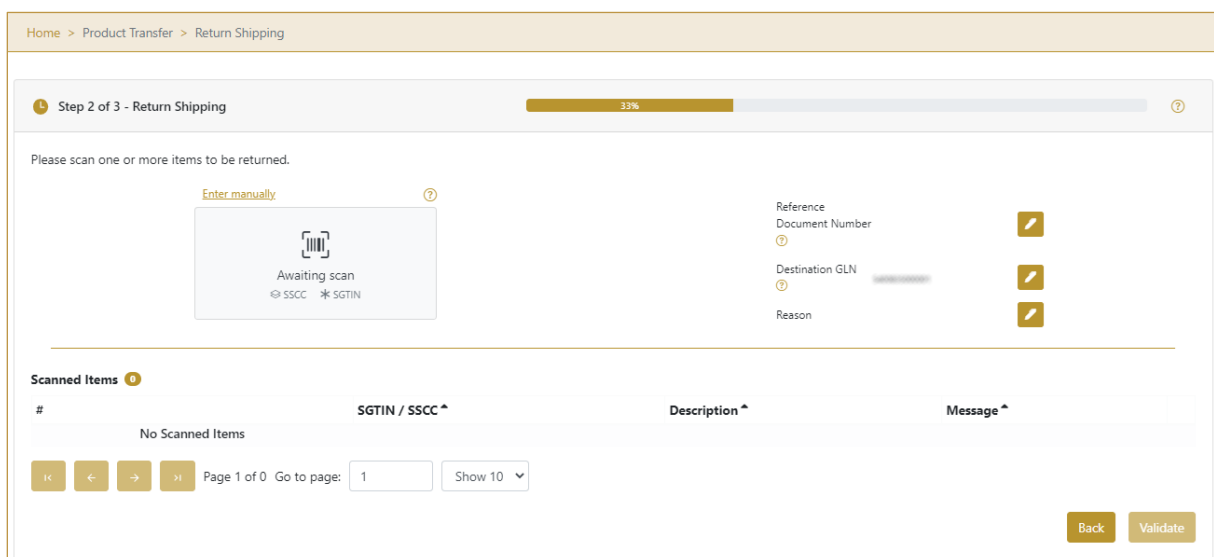 Home > Product Transfer > Return Shipping
Step 2 of 3 - Return Shipping
33%
Please scan one or more items to be returned.
Enter manually
Awaiting scan
SSCC SGTIN
Reference
Document Number
Destination GLN
Reason
Scanned Items 0
# SGTIN / SSCC Description Message
No Scanned Items
Page 1 of 0 Go to page: 1 Show 10
Back Validate